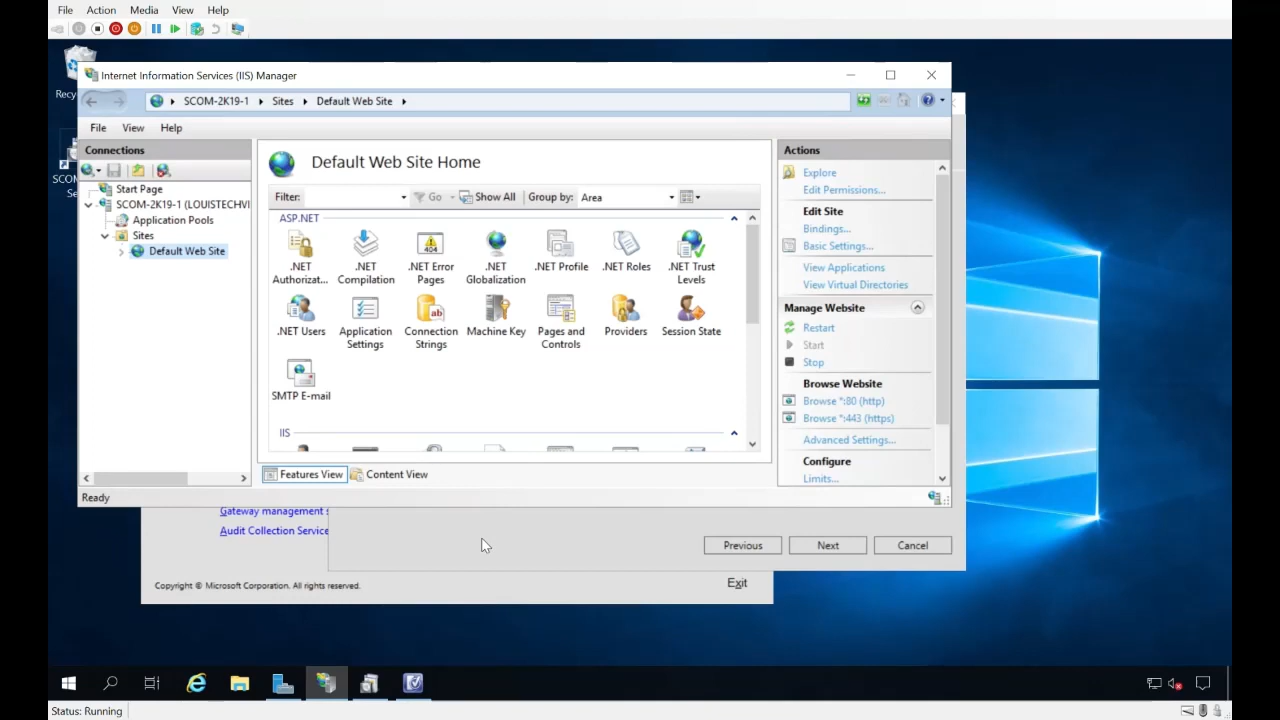 File Action Media View Help
Recy
SCOM
Se
Internet Information Services (IIS) Manager
SCOM-2K19-1 Sites Default Web Site
File View Help
Connections
Start Page
SCOM-2K19-1 (LOUISTECHVI
Application Pools
Sites
Default Web Site
Default Web Site Home
Filter: Go Show All Group by: Area
ASP.NET
.NET Authorizat...
.NET Compilation
.NET Error Pages
.NET Globalization
.NET Profile
.NET Roles
.NET Trust Levels
.NET Users
Application Settings
Connection Strings
Machine Key
Pages and Controls
Providers
Session State
SMTP E-mail
IIS
Features View Content View
Actions
Explore
Edit Permissions...
Edit Site
Bindings...
Basic Settings...
View Applications
View Virtual Directories
Manage Website
Restart
Start
Stop
Browse Website
Browse *:80 (http)
Browse *:443 (https)
Advanced Settings...
Configure
Limits...
Ready
Gateway management s
Audit Collection Service
Previous Next Cancel
Copyright © Microsoft Corporation. All rights reserved.
Exit
Status: Running